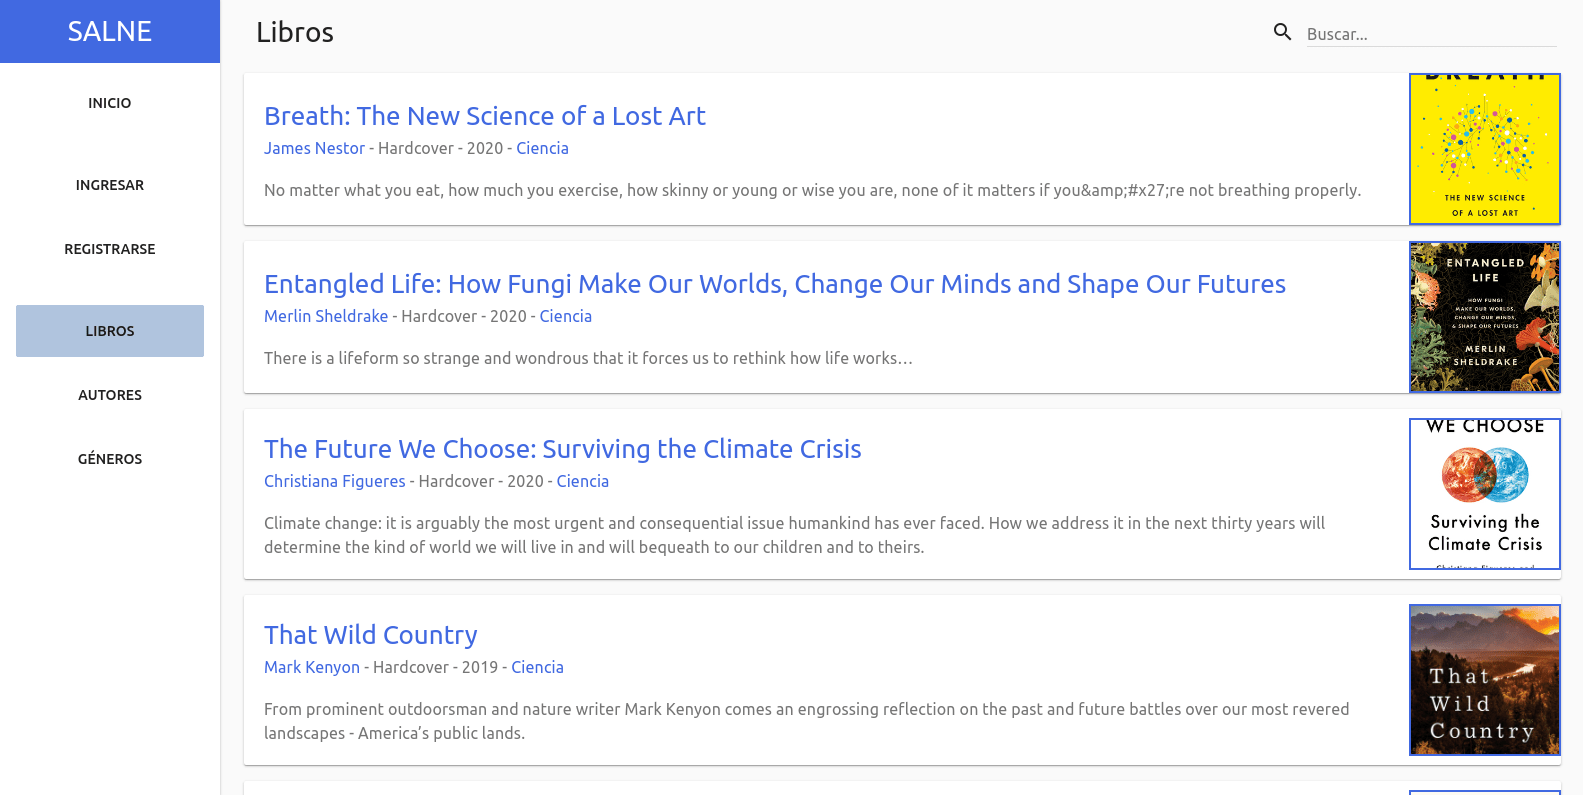 SALNE
INICIO
INGRESAR
REGISTRARSE
LIBROS
AUTORES
GÉNEROS
Libros
Buscar...
Breath: The New Science of a Lost Art
James Nestor - Hardcover - 2020 - Ciencia
No matter what you eat, how much you exercise, how skinny or young or wise you are, none of it matters if you&amp;#x27;re not breathing properly.
BREATH
THE NEW SCIENCE
OF A LOST ART
Entangled Life: How Fungi Make Our Worlds, Change Our Minds and Shape Our Futures
Merlin Sheldrake - Hardcover - 2020 - Ciencia
There is a lifeform so strange and wondrous that it forces us to rethink how life works…
ENTANGLED
LIFE
HOW FUNGI
MAKE OUR WORLDS,
CHANGE OUR MINDS,
& SHAPE OUR FUTURES
MERLIN
SHELDRAKE
The Future We Choose: Surviving the Climate Crisis
Christiana Figueres - Hardcover - 2020 - Ciencia
Climate change: it is arguably the most urgent and consequential issue humankind has ever faced. How we address it in the next thirty years will
determine the kind of world we will live in and will bequeath to our children and to theirs.
WE CHOOSE
Surviving the
Climate Crisis
That Wild Country
Mark Kenyon - Hardcover - 2019 - Ciencia
From prominent outdoorsman and nature writer Mark Kenyon comes an engrossing reflection on the past and future battles over our most revered
landscapes - America’s public lands.
That
Wild
Country